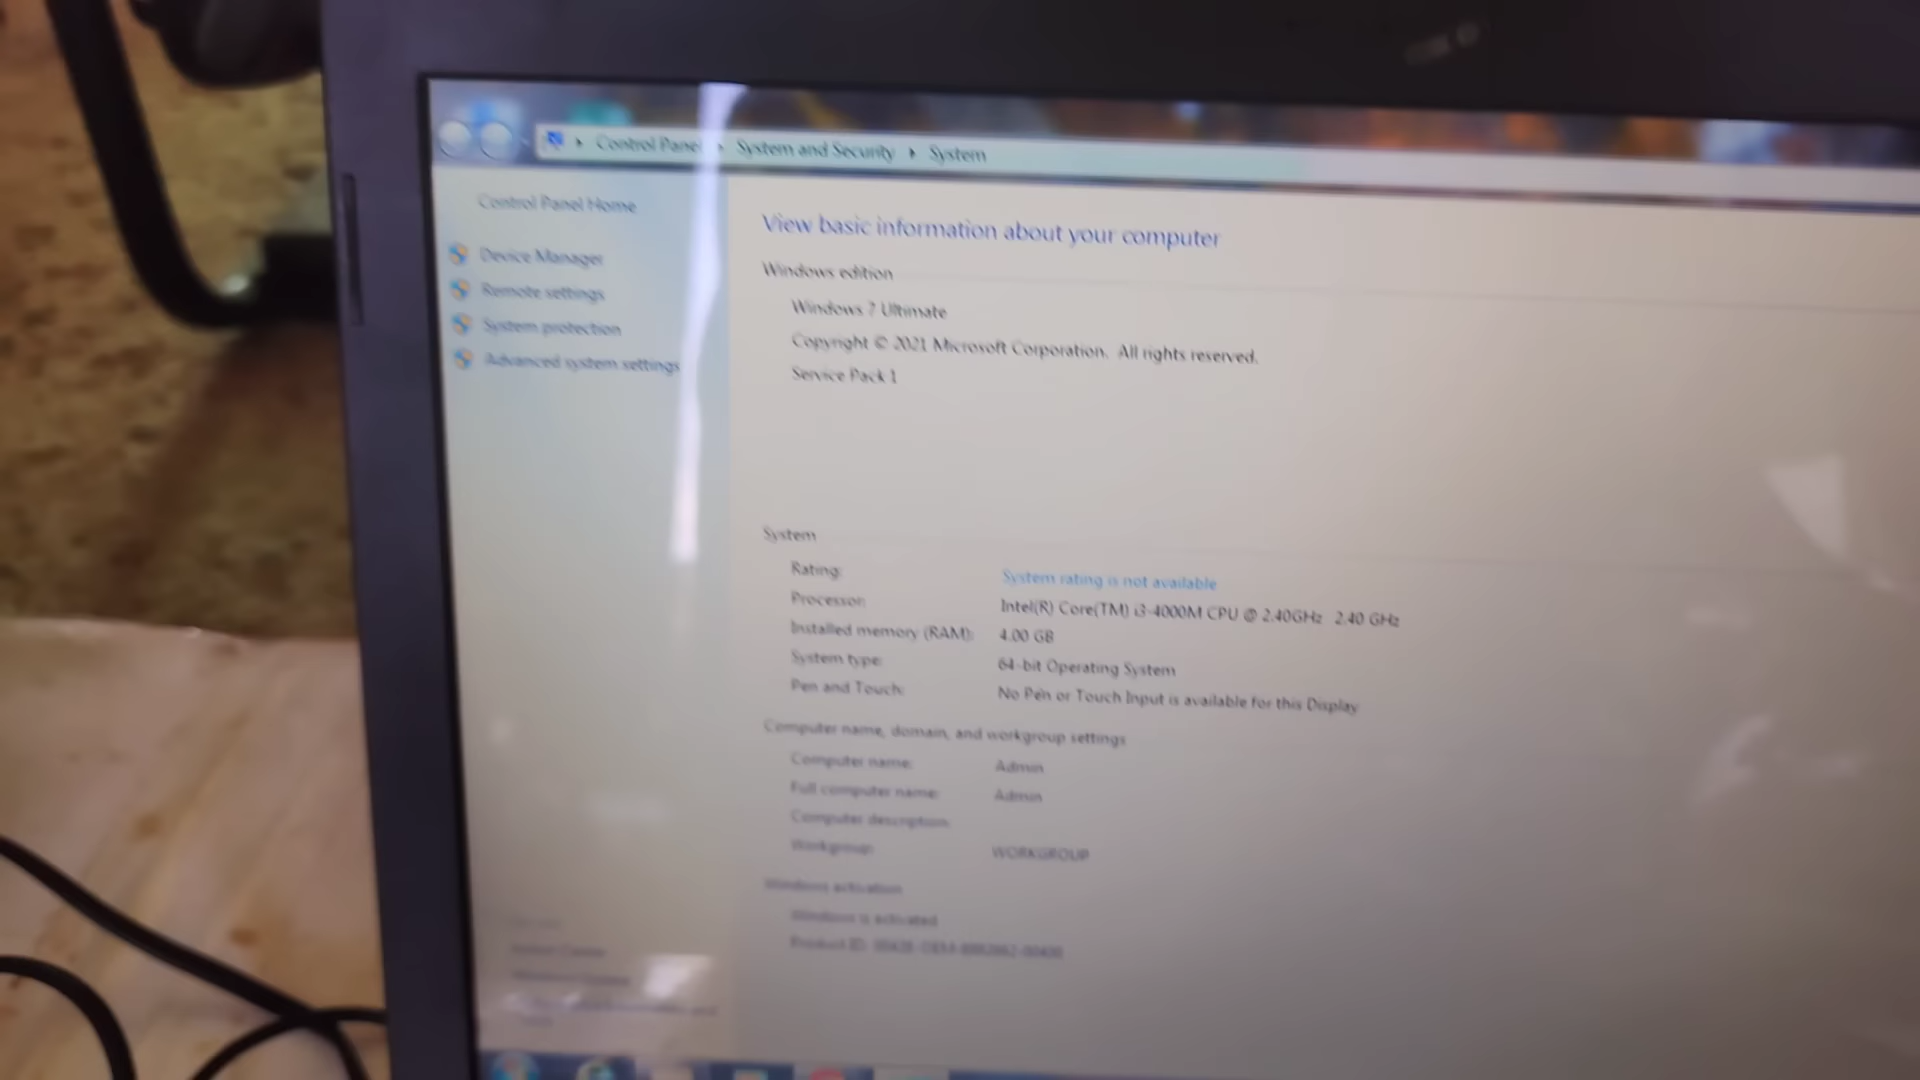 Control Panel System and Security System
Control Panel Home
Device Manager
Remote settings
System protection
Advanced system settings
View basic information about your computer
Windows edition
Windows 7 Ultimate
Copyright © 2021 Microsoft Corporation. All rights reserved.
Service Pack 1
System
Rating: System rating is not available
Processor: Intel(R) Core(TM) i3-4000M CPU @ 2.40GHz 2.40 GHz
Installed memory (RAM): 4.00 GB
System type: 64-bit Operating System
Pen and Touch: No Pen or Touch Input is available for this Display
Computer name, domain, and workgroup settings
Computer name: Admin
Full computer name: Admin
Computer description:
Workgroup: WORKGROUP
Windows activation
Windows is activated
Product ID: